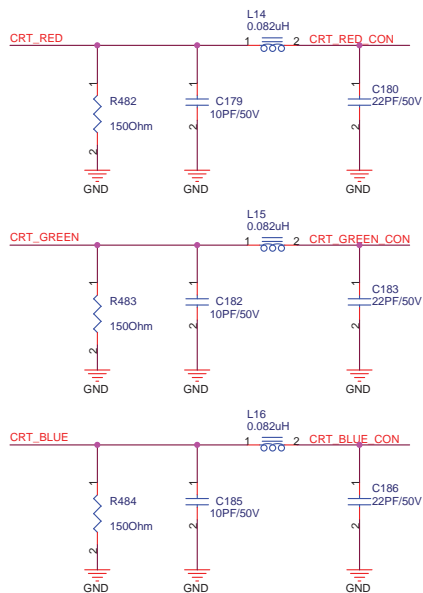 L14
0.082uH
CRT_RED 1 2 CRT_RED_CON
1 1 1
R482 C179 C180
150Ohm 10PF/50V 22PF/50V
2 2 2
GND GND GND
L15
0.082uH
CRT_GREEN 1 2 CRT_GREEN_CON
1 1 1
R483 C182 C183
150Ohm 10PF/50V 22PF/50V
2 2 2
GND GND GND
L16
0.082uH
CRT_BLUE 1 2 CRT_BLUE_CON
1 1 1
R484 C185 C186
150Ohm 10PF/50V 22PF/50V
2 2 2
GND GND GND